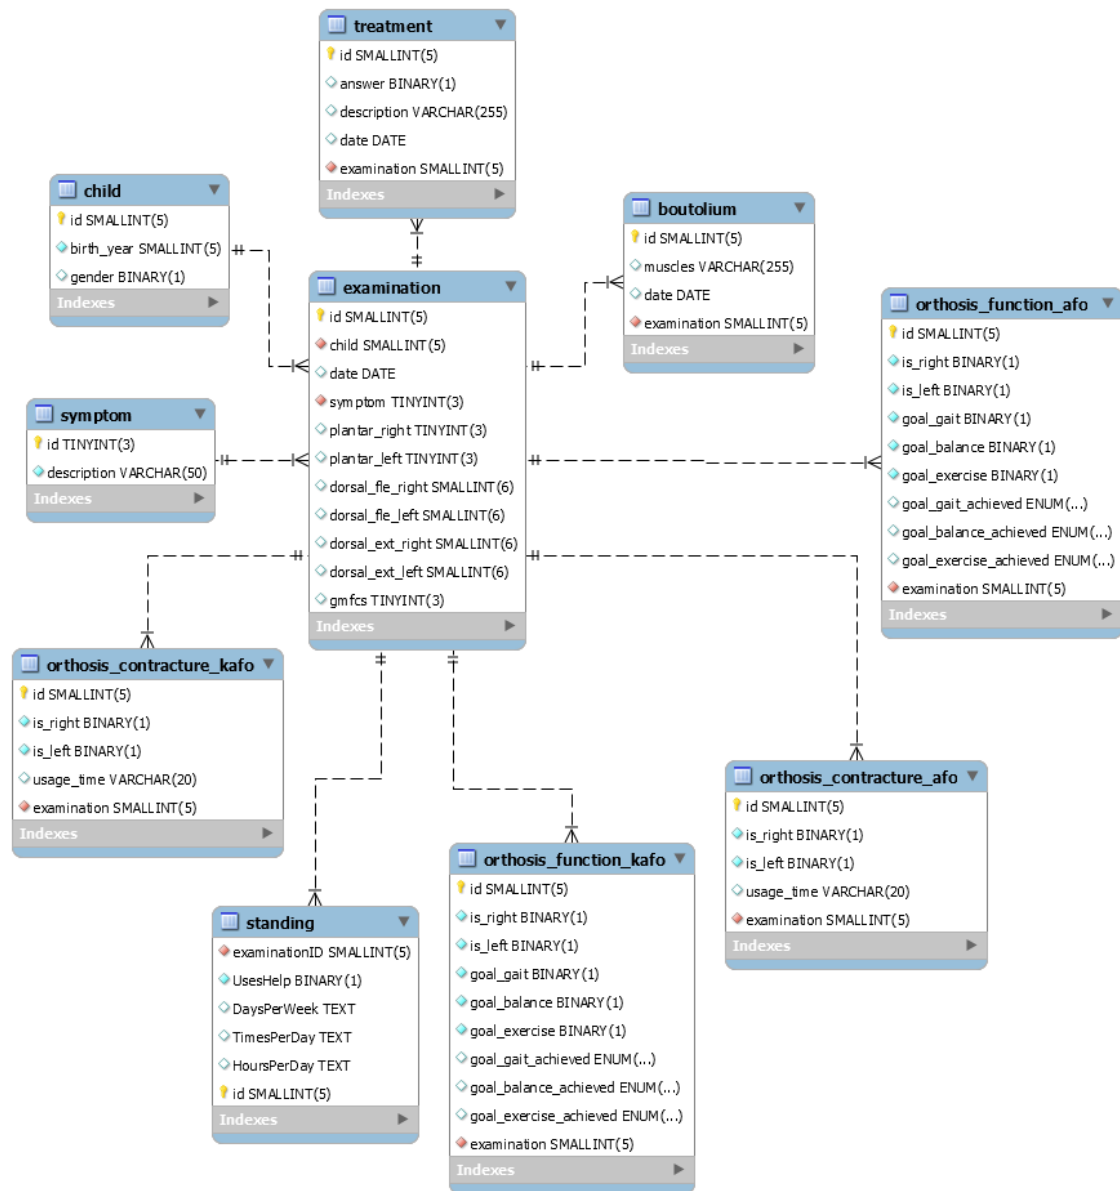 treatment
id SMALLINT(5)
answer BINARY(1)
description VARCHAR(255)
date DATE
examination SMALLINT(5)
Indexes
child
id SMALLINT(5)
birth_year SMALLINT(5)
gender BINARY(1)
Indexes
boutolium
id SMALLINT(5)
muscles VARCHAR(255)
date DATE
examination SMALLINT(5)
Indexes
examination
id SMALLINT(5)
child SMALLINT(5)
date DATE
symptom TINYINT(3)
plantar_right TINYINT(3)
plantar_left TINYINT(3)
dorsal_fle_right SMALLINT(6)
dorsal_fle_left SMALLINT(6)
dorsal_ext_right SMALLINT(6)
dorsal_ext_left SMALLINT(6)
gmfcs TINYINT(3)
Indexes
orthosis_function_afo
id SMALLINT(5)
is_right BINARY(1)
is_left BINARY(1)
goal_gait BINARY(1)
goal_balance BINARY(1)
goal_exercise BINARY(1)
goal_gait_achieved ENUM(...)
goal_balance_achieved ENUM(...)
goal_exercise_achieved ENUM(...)
examination SMALLINT(5)
Indexes
symptom
id TINYINT(3)
description VARCHAR(50)
Indexes
orthosis_contracture_kafo
id SMALLINT(5)
is_right BINARY(1)
is_left BINARY(1)
usage_time VARCHAR(20)
examination SMALLINT(5)
Indexes
orthosis_contracture_afo
id SMALLINT(5)
is_right BINARY(1)
is_left BINARY(1)
usage_time VARCHAR(20)
examination SMALLINT(5)
Indexes
orthosis_function_kafo
id SMALLINT(5)
is_right BINARY(1)
is_left BINARY(1)
goal_gait BINARY(1)
goal_balance BINARY(1)
goal_exercise BINARY(1)
goal_gait_achieved ENUM(...)
goal_balance_achieved ENUM(...)
goal_exercise_achieved ENUM(...)
examination SMALLINT(5)
Indexes
standing
examinationID SMALLINT(5)
UsesHelp BINARY(1)
DaysPerWeek TEXT
TimesPerDay TEXT
HoursPerDay TEXT
id SMALLINT(5)
Indexes